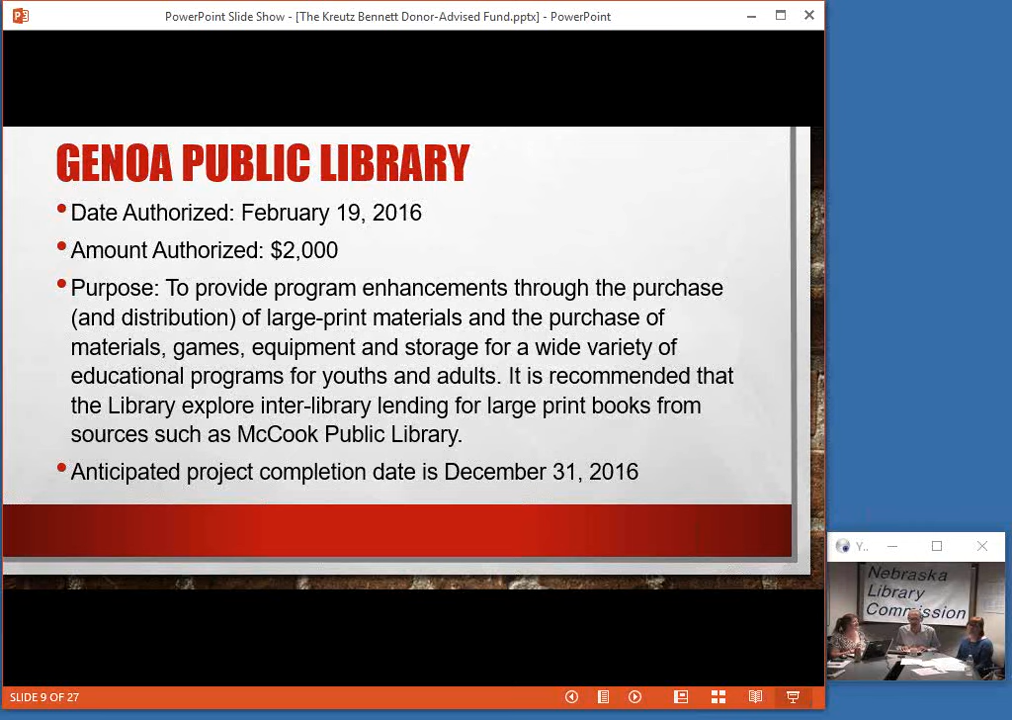 PowerPoint Slide Show - [The Kreutz Bennett Donor-Advised Fund.pptx] - PowerPoint
GENOA PUBLIC LIBRARY
• Date Authorized: February 19, 2016
• Amount Authorized: $2,000
• Purpose: To provide program enhancements through the purchase
(and distribution) of large-print materials and the purchase of
materials, games, equipment and storage for a wide variety of
educational programs for youths and adults. It is recommended that
the Library explore inter-library lending for large print books from
sources such as McCook Public Library.
• Anticipated project completion date is December 31, 2016
Y..
Nebraska
Library
Commission
SLIDE 9 OF 27